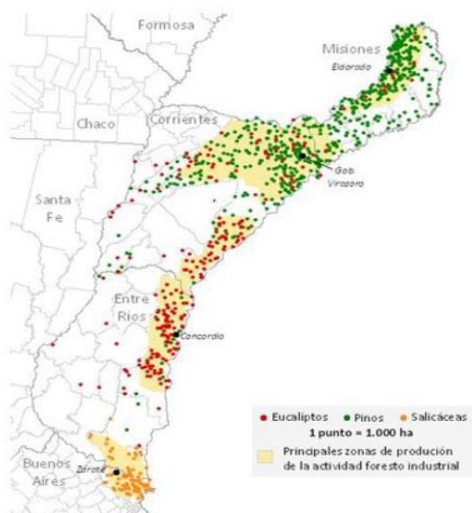 Formosa
Misiones
Eldorado
Chaco
Corrientes
Gob.
Virasoro
Santa
Fe
Entre
Ríos
Concordia
Eucaliptos Pinos Salicáceas
1 punto = 1.000 ha
Principales zonas de produción
de la actividad foresto industrial
Buenos
Aires
Zárate